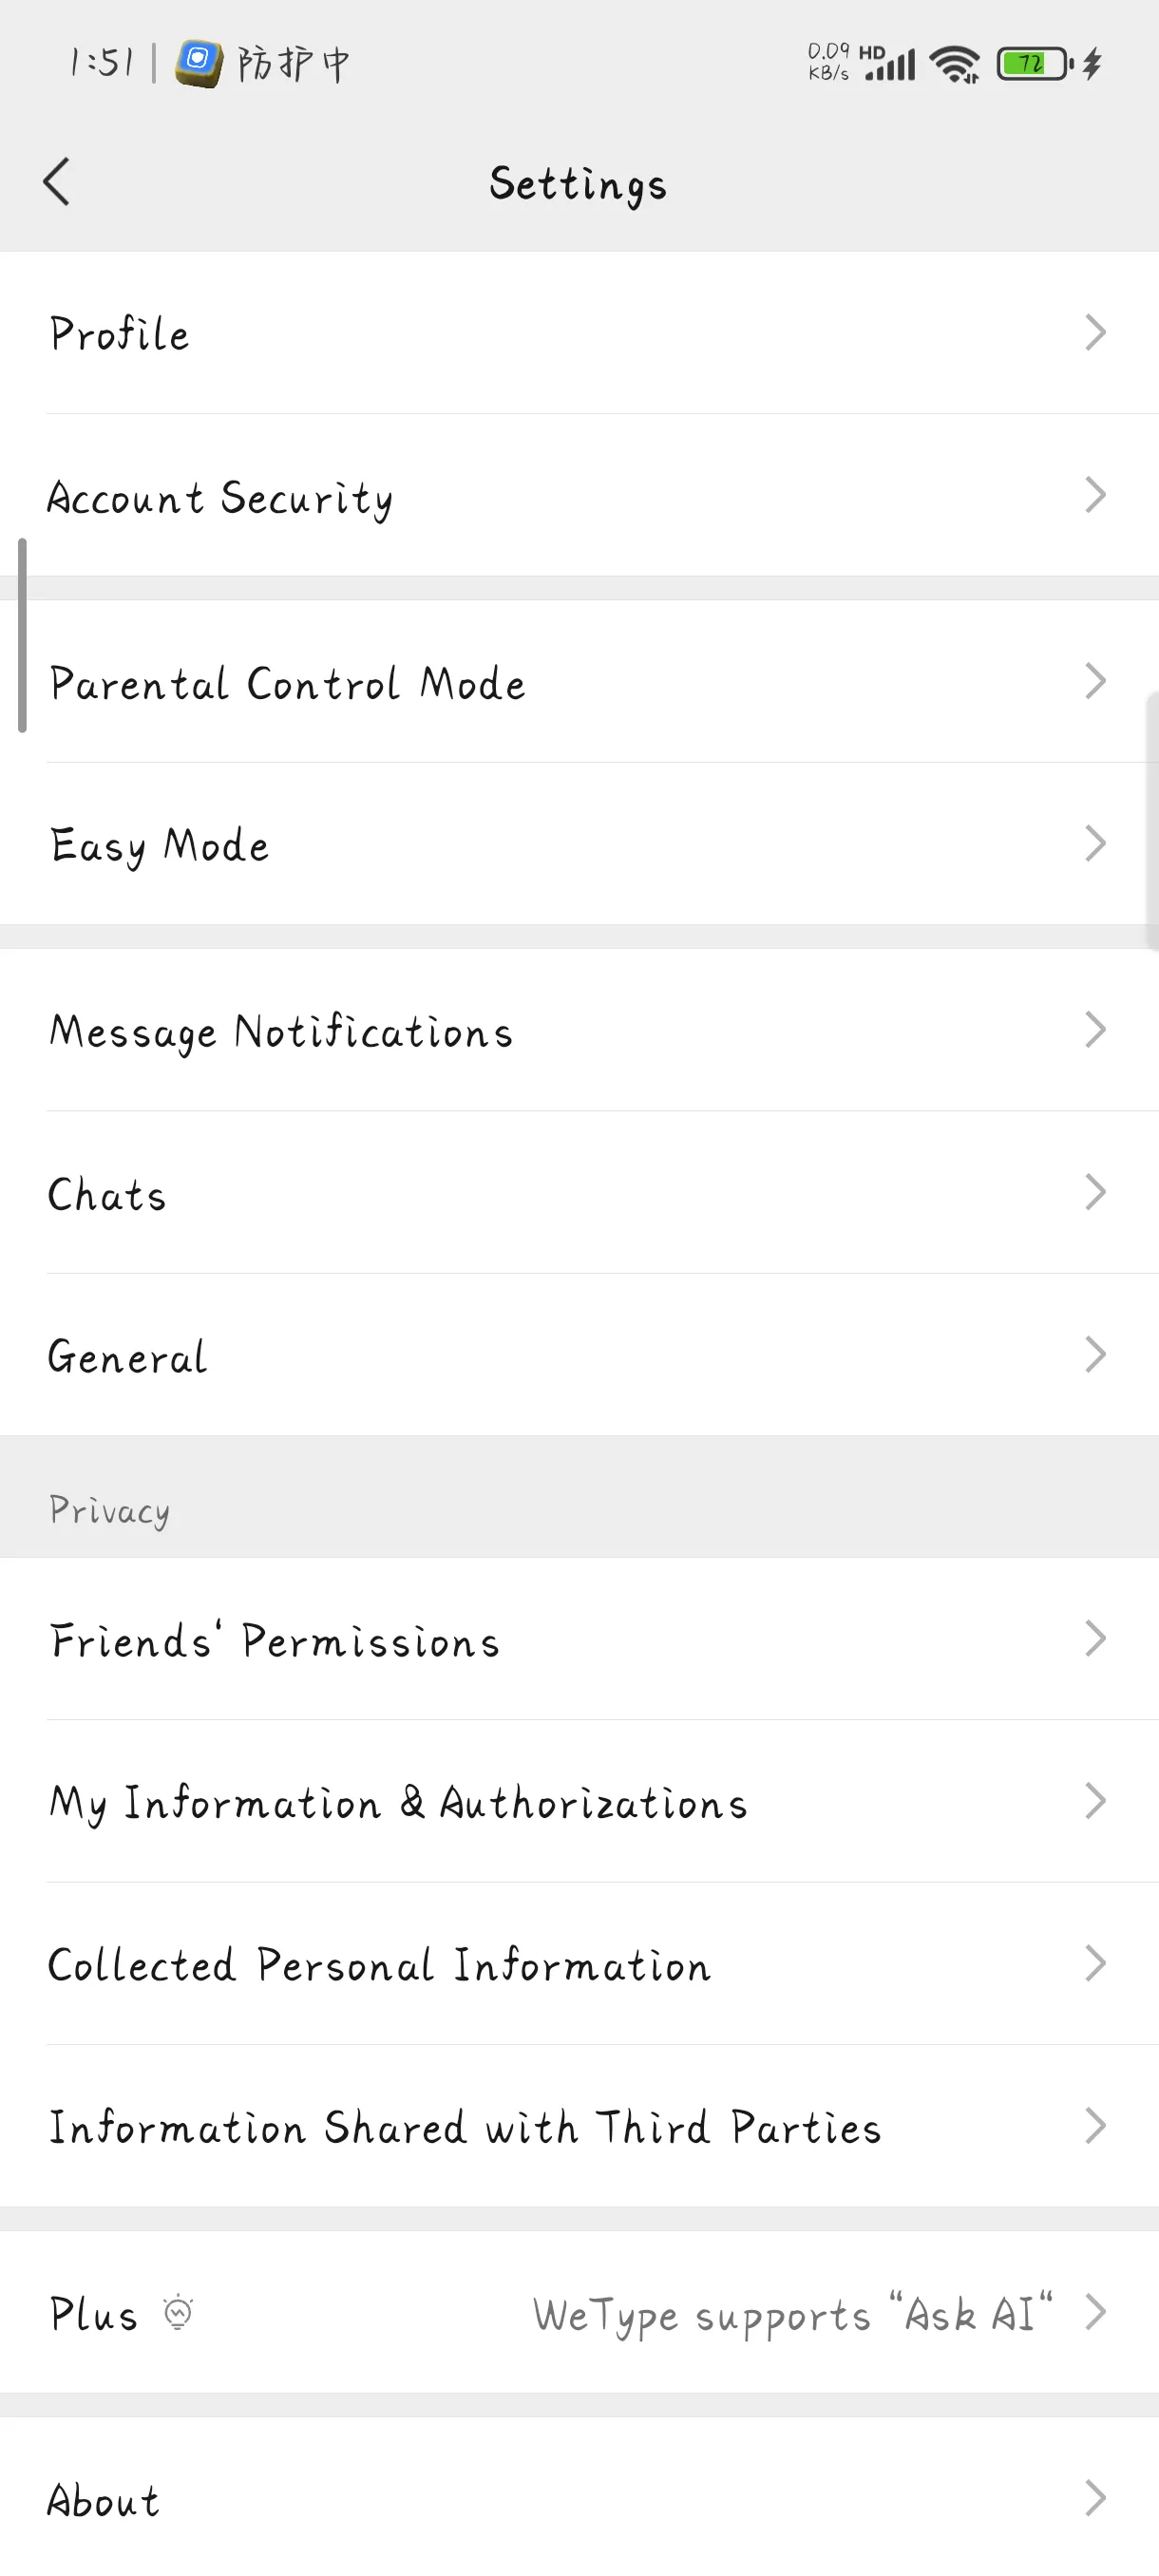 1:51 | 防护中 0.09 KB/s HD 72
Settings
Profile
Account Security
Parental Control Mode
Easy Mode
Message Notifications
Chats
General
Privacy
Friends' Permissions
My Information & Authorizations
Collected Personal Information
Information Shared with Third Parties
Plus WeType supports "Ask AI"
About